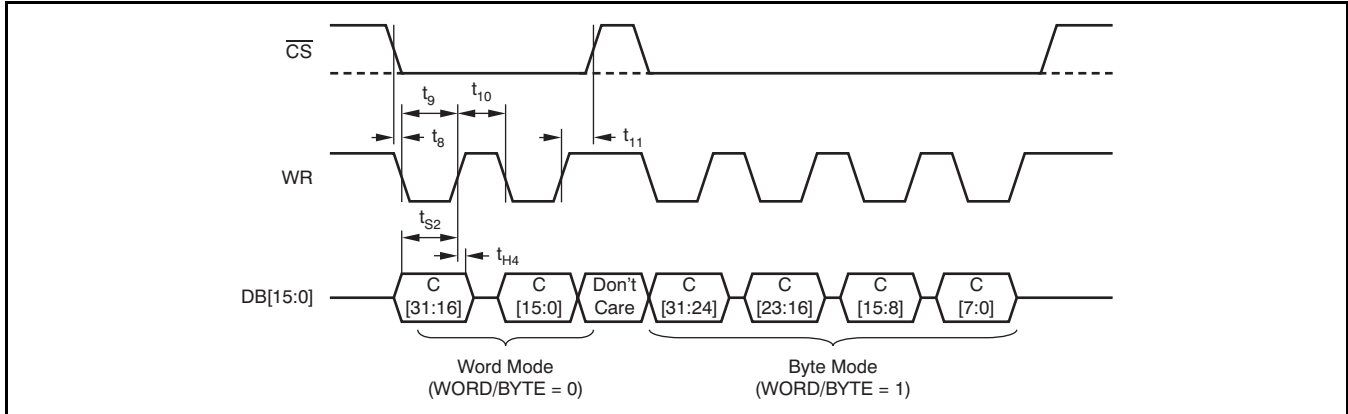 CS
t9
t10
t8
t11
WR
tS2
tH4
DB[15:0]
C
[31:16]
C
[15:0]
Don't
Care
C
[31:24]
C
[23:16]
C
[15:8]
C
[7:0]
Word Mode
(WORD/BYTE = 0)
Byte Mode
(WORD/BYTE = 1)